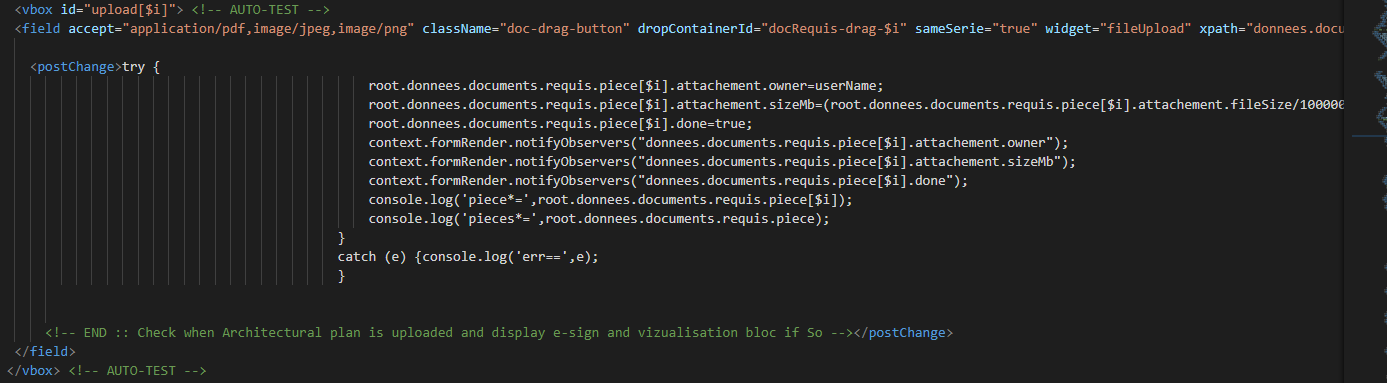 <vbox id="upload[$i]"> <!-- AUTO-TEST -->
<field accept="application/pdf,image/jpeg,image/png" className="doc-drag-button" dropContainerId="docRequis-drag-$i" sameSerie="true" widget="fileUpload" xpath="donnees.docu
<postChange>try {
root.donnees.documents.requis.piece[$i].attachement.owner=userName;
root.donnees.documents.requis.piece[$i].attachement.sizeMb=(root.donnees.documents.requis.piece[$i].attachement.fileSize/100000
root.donnees.documents.requis.piece[$i].done=true;
context.formRender.notifyObservers("donnees.documents.requis.piece[$i].attachement.owner");
context.formRender.notifyObservers("donnees.documents.requis.piece[$i].attachement.sizeMb");
context.formRender.notifyObservers("donnees.documents.requis.piece[$i].done");
console.log('piece*=',root.donnees.documents.requis.piece[$i]);
console.log('pieces*=',root.donnees.documents.requis.piece);
}
catch (e) {console.log('err==',e);
}
<!-- END :: Check when Architectural plan is uploaded and display e-sign and vizualisation bloc if So --></postChange>
</field>
</vbox> <!-- AUTO-TEST -->